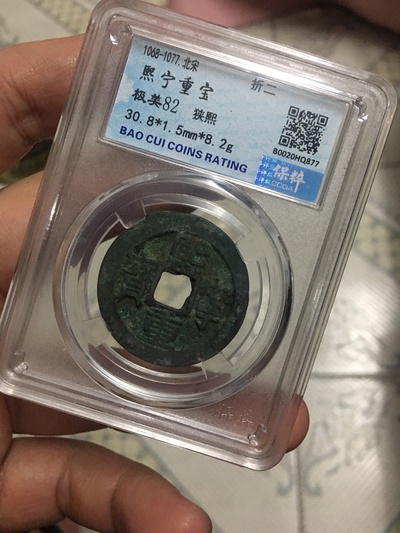 1068-1077.北宋
熙宁重宝 折二
极美82 狭熙
30.8*1.5mm*8.2g
BAO CUI COINS RATING
B0020HQ877
保粹